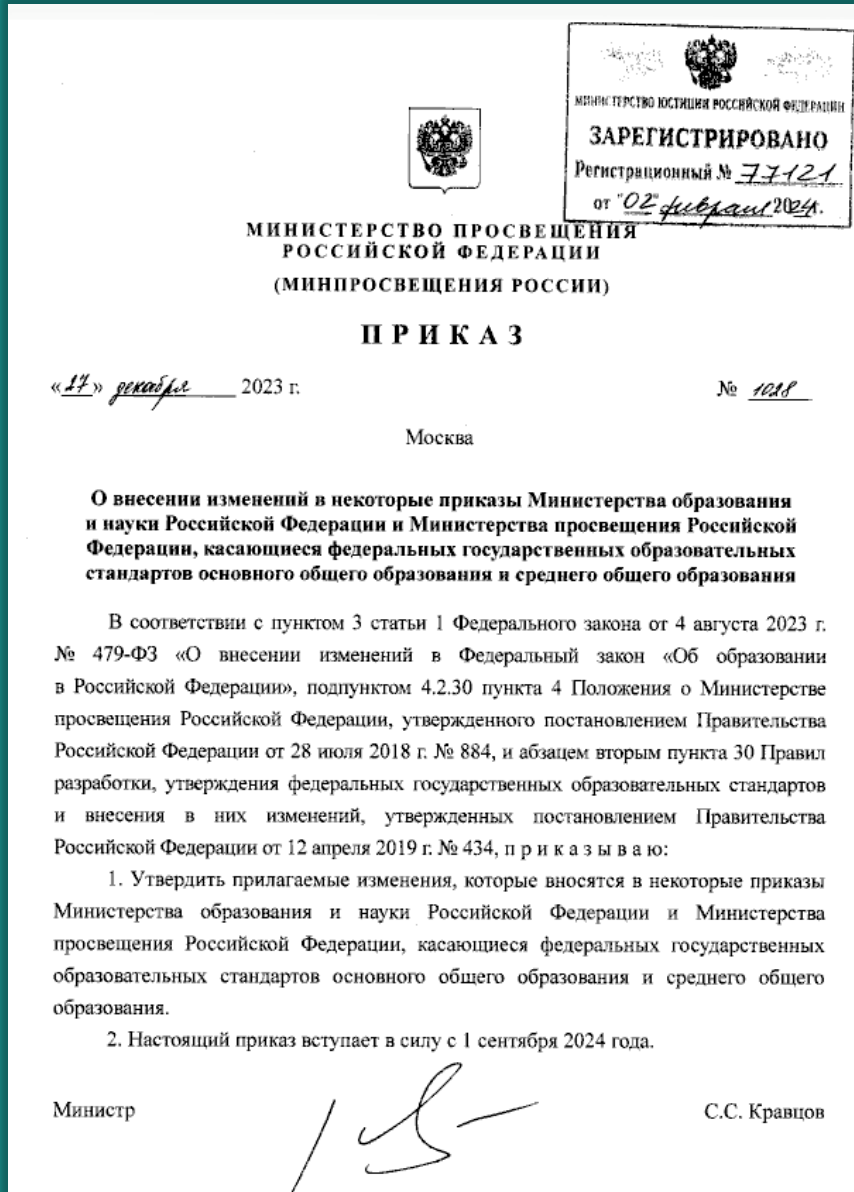 МИНИСТЕРСТВО ЮСТИЦИИ РОССИЙСКОЙ ФЕДЕРАЦИИ
ЗАРЕГИСТРИРОВАНО
Регистрационный № 77121
от "02" февраля 2024г.
МИНИСТЕРСТВО ПРОСВЕЩЕНИЯ
РОССИЙСКОЙ ФЕДЕРАЦИИ
(МИНПРОСВЕЩЕНИЯ РОССИИ)
ПРИКАЗ
«27» декабря 2023 г.
№ 1028
Москва
О внесении изменений в некоторые приказы Министерства образования
и науки Российской Федерации и Министерства просвещения Российской
Федерации, касающиеся федеральных государственных образовательных
стандартов основного общего образования и среднего общего образования
В соответствии с пунктом 3 статьи 1 Федерального закона от 4 августа 2023 г.
№ 479-ФЗ «О внесении изменений в Федеральный закон «Об образовании
в Российской Федерации», подпунктом 4.2.30 пункта 4 Положения о Министерстве
просвещения Российской Федерации, утвержденного постановлением Правительства
Российской Федерации от 28 июля 2018 г. № 884, и абзацем вторым пункта 30 Правил
разработки, утверждения федеральных государственных образовательных стандартов
и внесения в них изменений, утвержденных постановлением Правительства
Российской Федерации от 12 апреля 2019 г. № 434, п р и к а з ы в а ю:
1. Утвердить прилагаемые изменения, которые вносятся в некоторые приказы
Министерства образования и науки Российской Федерации и Министерства
просвещения Российской Федерации, касающиеся федеральных государственных
образовательных стандартов основного общего образования и среднего общего
образования.
2. Настоящий приказ вступает в силу с 1 сентября 2024 года.
Министр
С.С. Кравцов